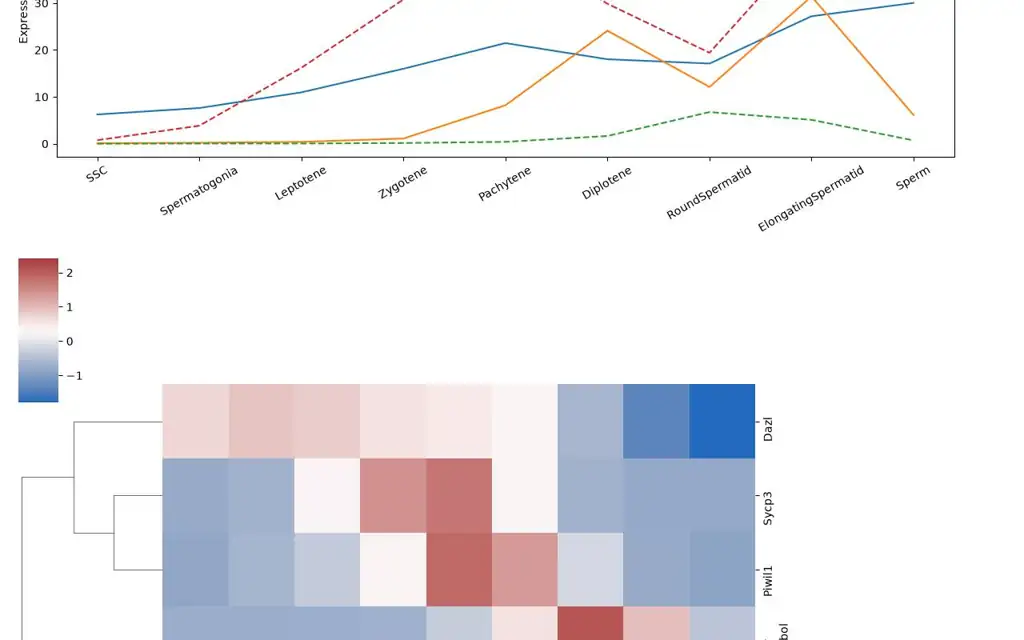 Express
30
20
10
0
SSC
Spermatogonia
Leptotene
Zygotene
Pachytene
Diplotene
RoundSpermatid
ElongatingSpermatid
Sperm
2
1
0
−1
Dazl
Sycp3
Piwil1
bol